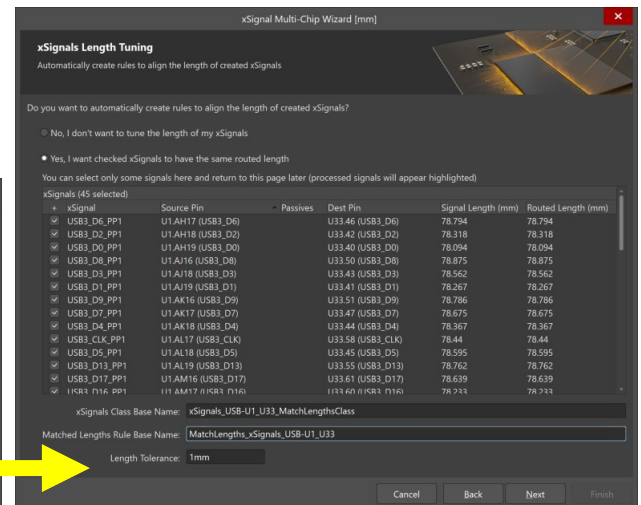 xSignal Multi-Chip Wizard [mm]
xSignals Length Tuning
Automatically create rules to align the length of created xSignals
Do you want to automatically create rules to align the length of created xSignals?
No, I don't want to tune the length of my xSignals
Yes, I want checked xSignals to have the same routed length
You can select only some signals here and return to this page later (processed signals will appear highlighted)
xSignals (45 selected)
+ xSignal Source Pin Passives Dest Pin Signal Length (mm) Routed Length (mm)
USB3_D6_PP1 U1.AH17 (USB3_D6) U33.46 (USB3_D6) 78.794 78.794
USB3_D2_PP1 U1.AH18 (USB3_D2) U33.42 (USB3_D2) 78.318 78.318
USB3_D0_PP1 U1.AH19 (USB3_D0) U33.40 (USB3_D0) 78.094 78.094
USB3_D8_PP1 U1.AJ16 (USB3_D8) U33.50 (USB3_D8) 78.875 78.875
USB3_D3_PP1 U1.AJ18 (USB3_D3) U33.43 (USB3_D3) 78.562 78.562
USB3_D1_PP1 U1.AJ19 (USB3_D1) U33.41 (USB3_D1) 78.267 78.267
USB3_D9_PP1 U1.AK16 (USB3_D9) U33.51 (USB3_D9) 78.786 78.786
USB3_D7_PP1 U1.AK17 (USB3_D7) U33.47 (USB3_D7) 78.675 78.675
USB3_D4_PP1 U1.AK18 (USB3_D4) U33.44 (USB3_D4) 78.367 78.367
USB3_CLK_PP1 U1.AL17 (USB3_CLK) U33.58 (USB3_CLK) 78.44 78.44
USB3_D5_PP1 U1.AL18 (USB3_D5) U33.45 (USB3_D5) 78.595 78.595
USB3_D13_PP1 U1.AL19 (USB3_D13) U33.55 (USB3_D13) 78.762 78.762
USB3_D17_PP1 U1.AM16 (USB3_D17) U33.61 (USB3_D17) 78.639 78.639
USB3_D16_PP1 U1.AM17 (USB3_D16) U33.60 (USB3_D16) 78.233 78.233
xSignals Class Base Name: xSignals_USB-U1_U33_MatchLengthsClass
Matched Lengths Rule Base Name: MatchLengths_xSignals_USB-U1_U33
Length Tolerance: 1mm
Cancel Back Next Finish